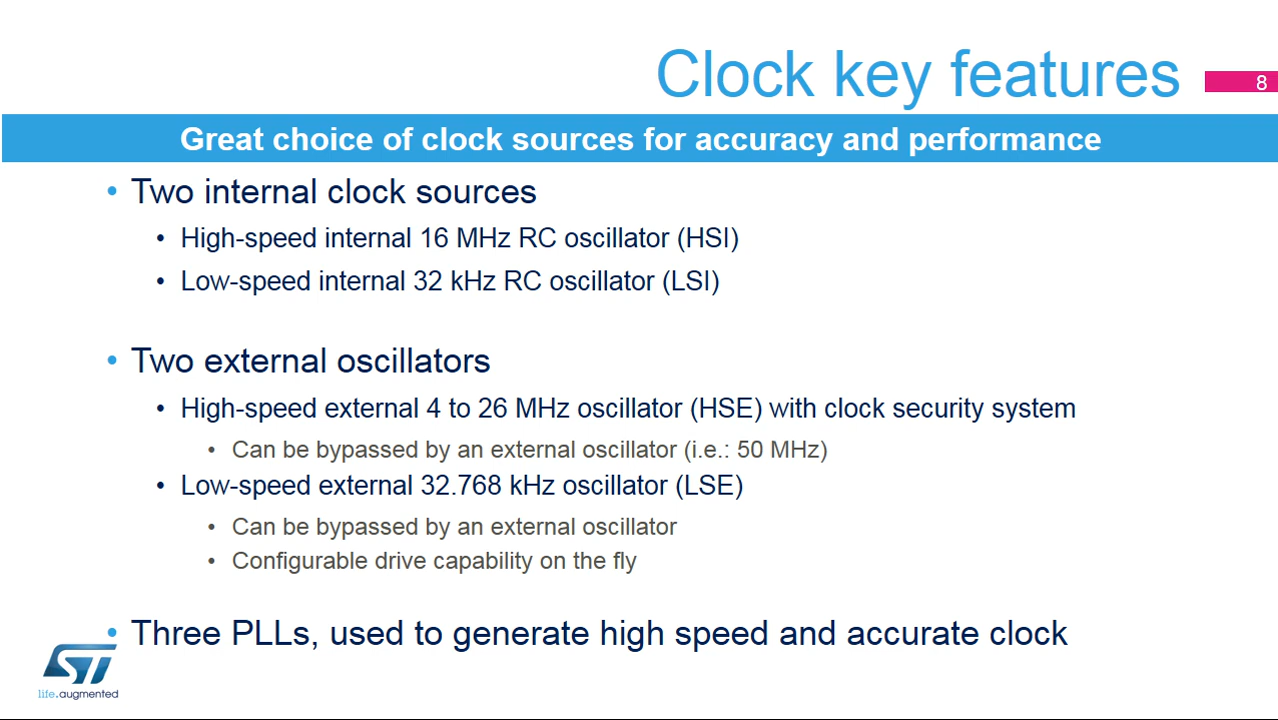 Clock key features
8
Great choice of clock sources for accuracy and performance
• Two internal clock sources
• High-speed internal 16 MHz RC oscillator (HSI)
• Low-speed internal 32 kHz RC oscillator (LSI)
• Two external oscillators
• High-speed external 4 to 26 MHz oscillator (HSE) with clock security system
• Can be bypassed by an external oscillator (i.e.: 50 MHz)
• Low-speed external 32.768 kHz oscillator (LSE)
• Can be bypassed by an external oscillator
• Configurable drive capability on the fly
• Three PLLs, used to generate high speed and accurate clock
ST
life.augmented